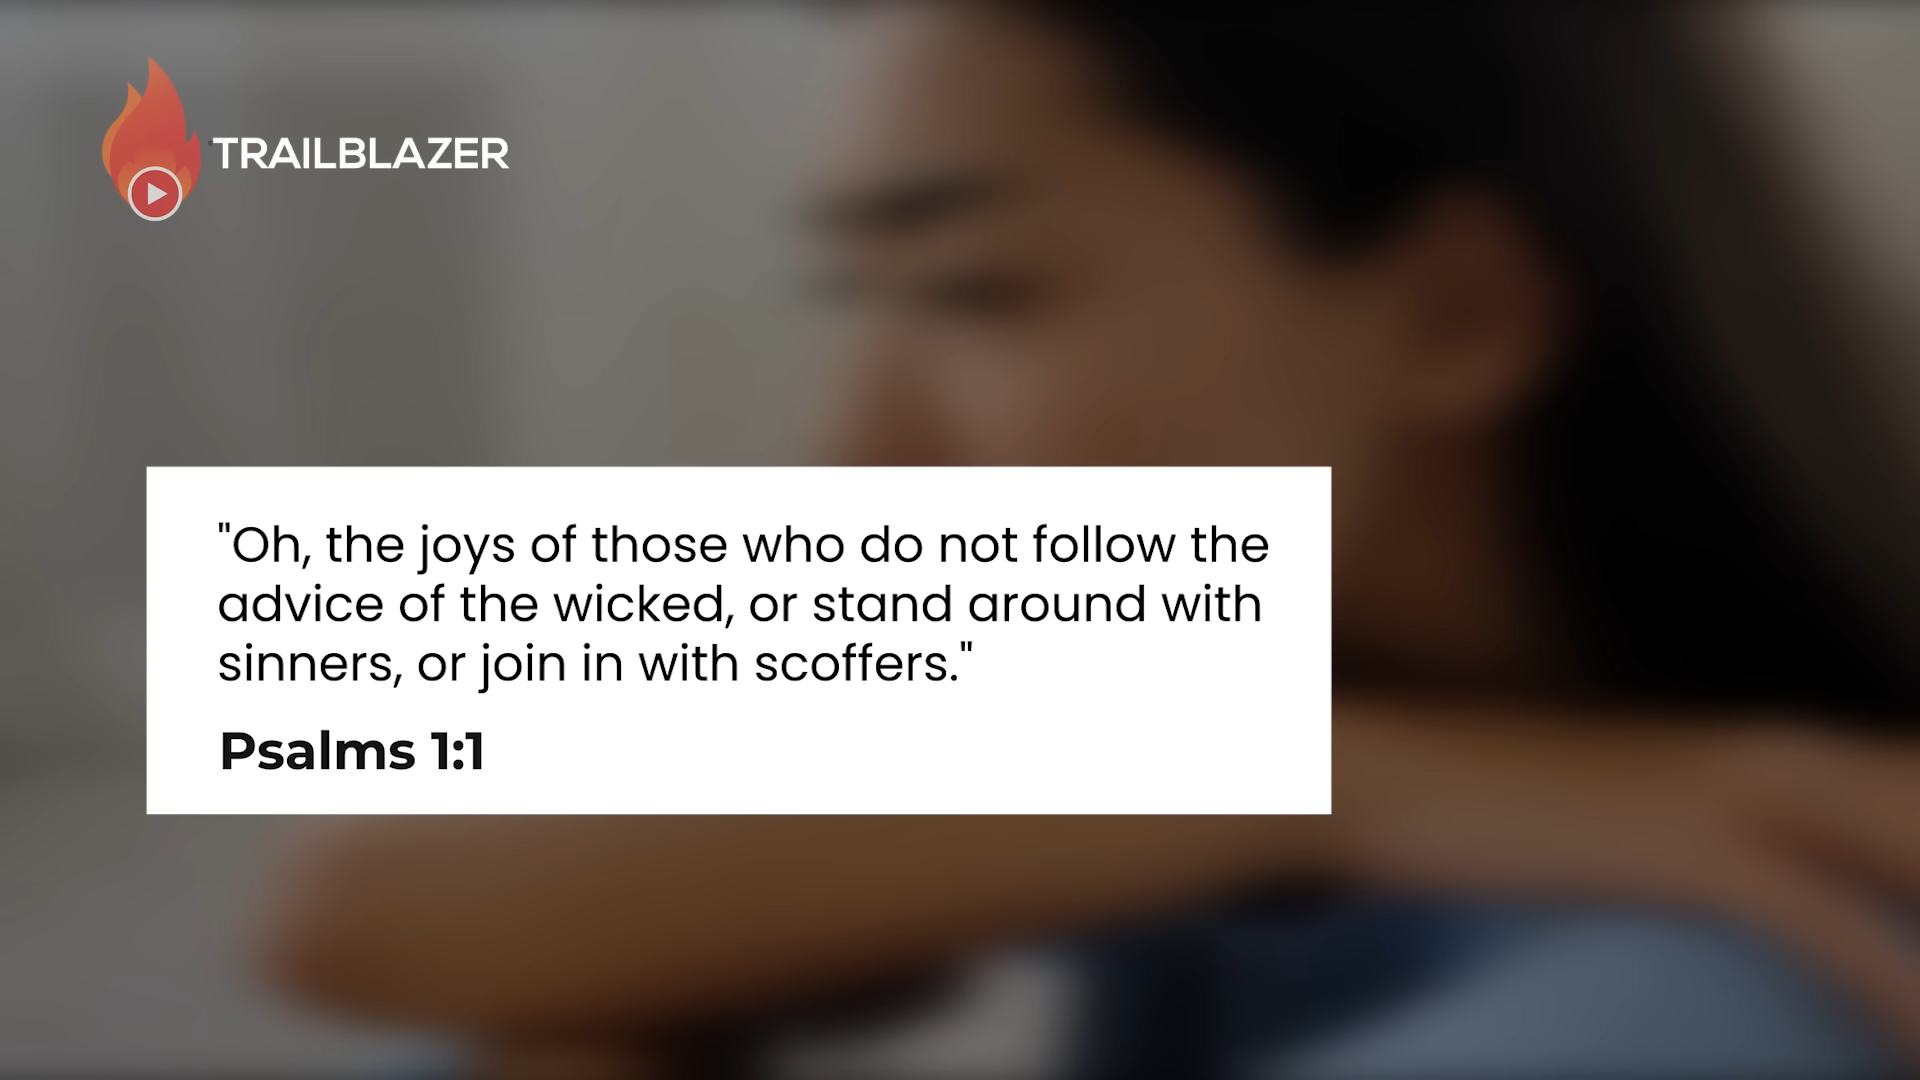 TRAILBLAZER
"Oh, the joys of those who do not follow the
advice of the wicked, or stand around with
sinners, or join in with scoffers."
Psalms 1:1